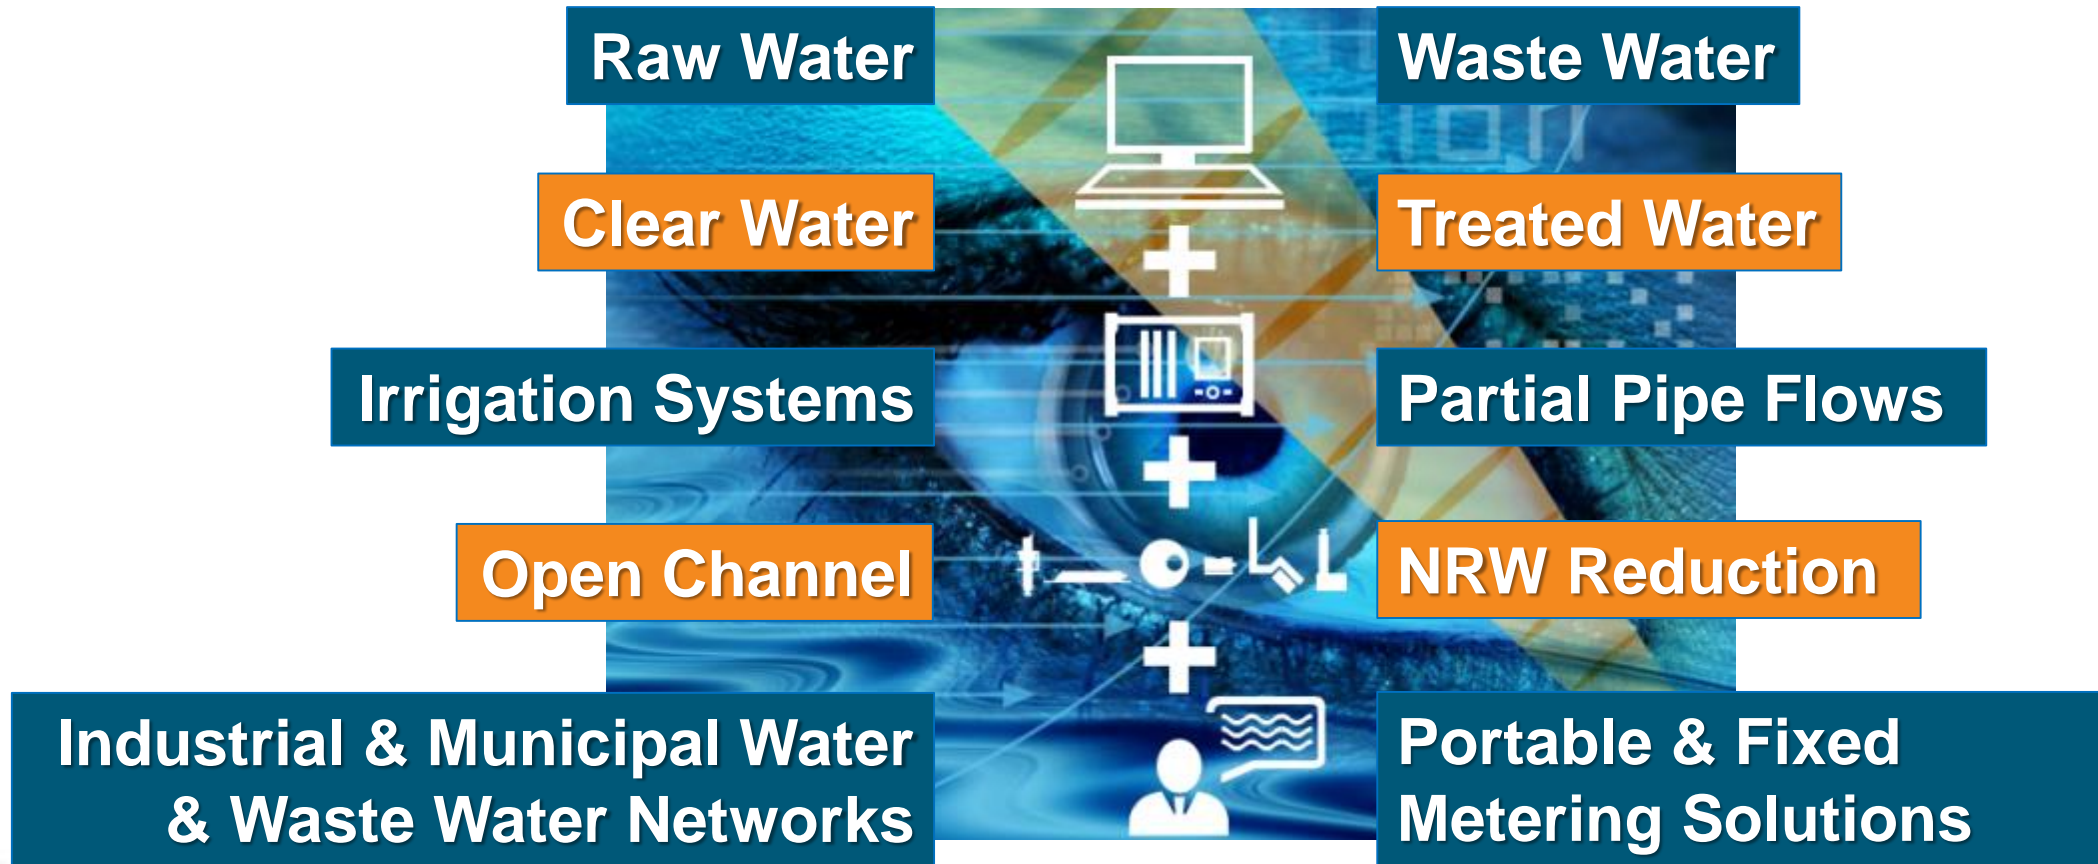 Raw Water
Waste Water
Clear Water
Treated Water
Irrigation Systems
Partial Pipe Flows
Open Channel
NRW Reduction
Industrial & Municipal Water
& Waste Water Networks
Portable & Fixed
Metering Solutions